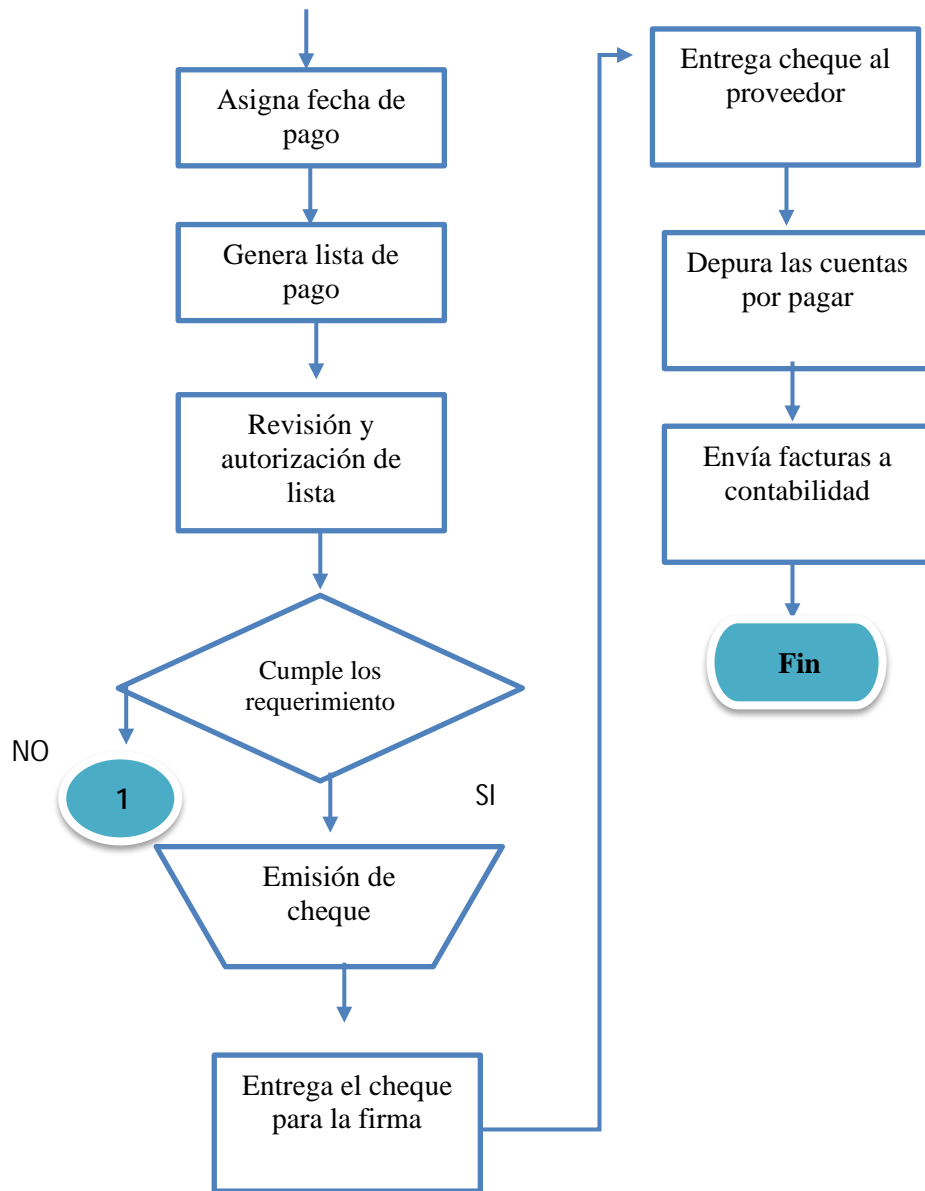 Asigna fecha de
pago
Genera lista de
pago
Revisión y
autorización de
lista
Cumple los
requerimiento
NO
1
SI
Emisión de
cheque
Entrega el cheque
para la firma
Entrega cheque al
proveedor
Depura las cuentas
por pagar
Envía facturas a
contabilidad
Fin